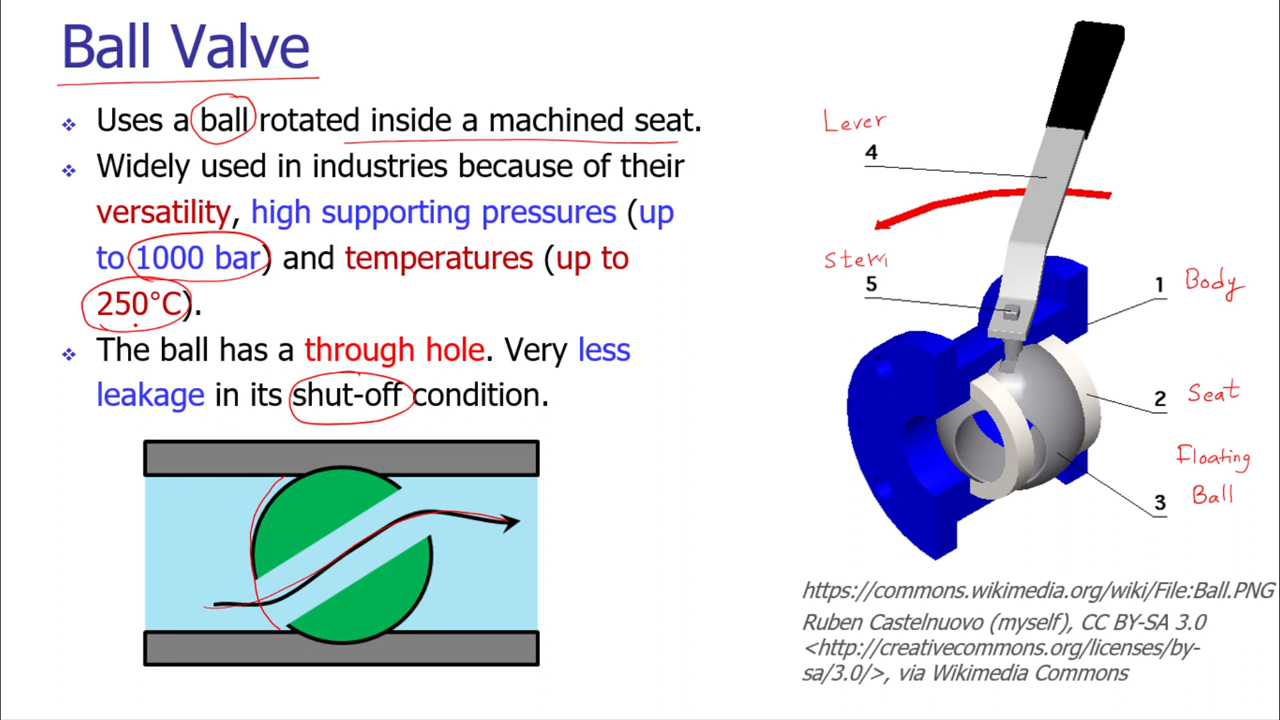 Ball Valve
❖ Uses a ball rotated inside a machined seat.
❖ Widely used in industries because of their
versatility, high supporting pressures (up
to 1000 bar) and temperatures (up to
250°C).
❖ The ball has a through hole. Very less
leakage in its shut-off condition.
Lever
4
Stem
5
1 Body
2 Seat
Floating
Ball
3
https://commons.wikimedia.org/wiki/File:Ball.PNG
Ruben Castelnuovo (myself), CC BY-SA 3.0
<http://creativecommons.org/licenses/by-
sa/3.0/>, via Wikimedia Commons